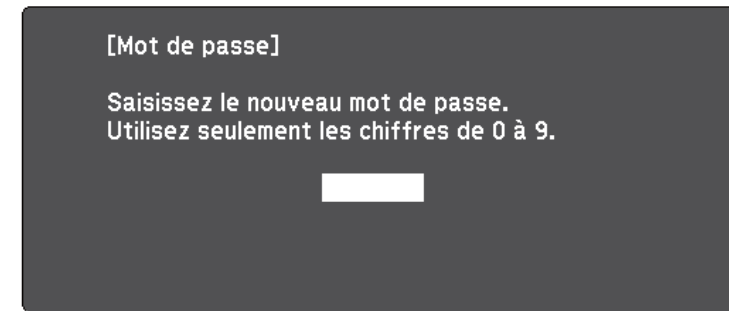 [Mot de passe]
Saisissez le nouveau mot de passe.
Utilisez seulement les chiffres de 0 à 9.